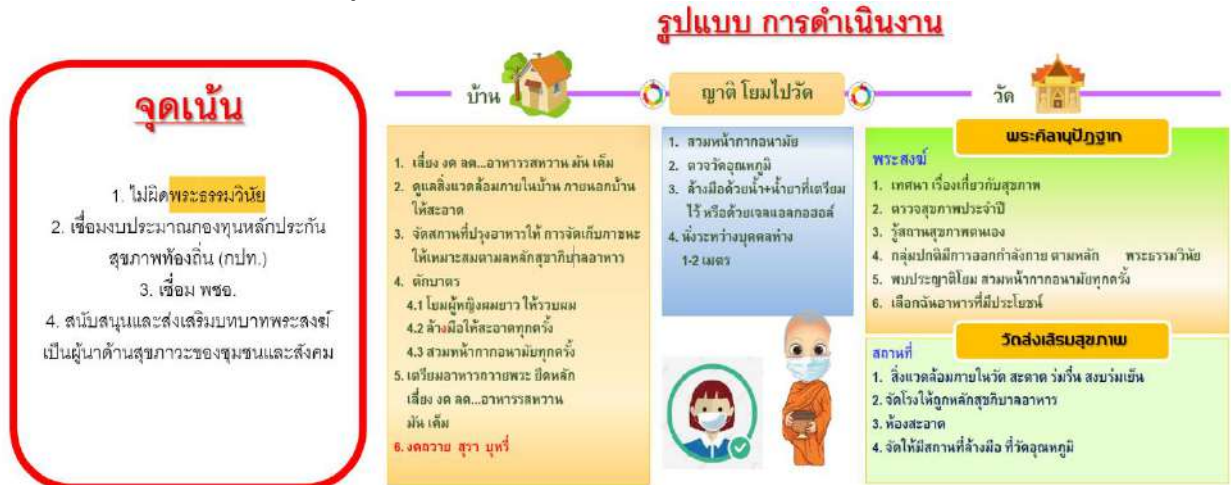 รูปแบบ การดำเนินงาน
จุดเน้น
1. ไม่ผิดพระธรรมวินัย
2. เชื่อมงบประมาณกองทุนหลักประกัน
สุขภาพท้องถิ่น (กปท.)
3. เชื่อม พชอ.
4. สนับสนุนและส่งเสริมบทบาทพระสงฆ์
เป็นผู้นำด้านสุขภาวะของชุมชนและสังคม
บ้าน
1. เลี่ยง งด ลด...อาหารรสหวาน มัน เค็ม
2. ดูแลสิ่งแวดล้อมภายในบ้าน ภายนอกบ้าน
ให้สะอาด
3. จัดสถานที่ปรุงอาหารให้ การจัดเก็บภาชนะ
ให้เหมาะสมตามลหลักสุขาภิบาลอาหาร
4. ตักบาตร
4.1 โยมผู้หญิงผมยาว ให้รวบผม
4.2 ล้างมือให้สะอาดทุกครั้ง
4.3 สวมหน้ากากอนามัยทุกครั้ง
5. เตรียมอาหารถวายพระ ยึดหลัก
เลี่ยง งด ลด...อาหารรสหวาน
มัน เค็ม
6. งดถวาย สุรา บุหรี่
ญาติ โยมไปวัด
1. สวมหน้ากากอนามัย
2. ตวจวัดอุณหภูมิ
3. ล้างมือด้วยน้ำ+น้ำยาที่เตรียม
ไว้ หรือด้วยเจลแอลกอฮอล์
4. นั่งระหว่างบุคคลห่าง
1-2 เมตร
วัด
พระคิลานุปัฏฐาก
พระสงฆ์
1. เทศนา เรื่องเกี่ยวกับสุขภาพ
2. ตรวจสุขภาพประจำปี
3. รู้สถานสุขภาพตนเอง
4. กลุ่มปกติมีการออกกำลังกาย ตามหลัก พระธรรมวินัย
5. พบประญาติโยม สวมหน้ากากอนามัยทุกครั้ง
6. เลือกฉันอาหารที่มีประโยชน์
วัดส่งเสริมสุขภาพ
สถานที่
1. สิ่งแวดล้อมภายในวัด สะอาด ร่มรื่น สงบร่มเย็น
2. จัดโรงให้ถูกหลักสุขาภิบาลอาหาร
3. ห้องสะอาด
4. จัดให้มีสถานที่ล้างมือ ที่วัดอุณหภูมิ